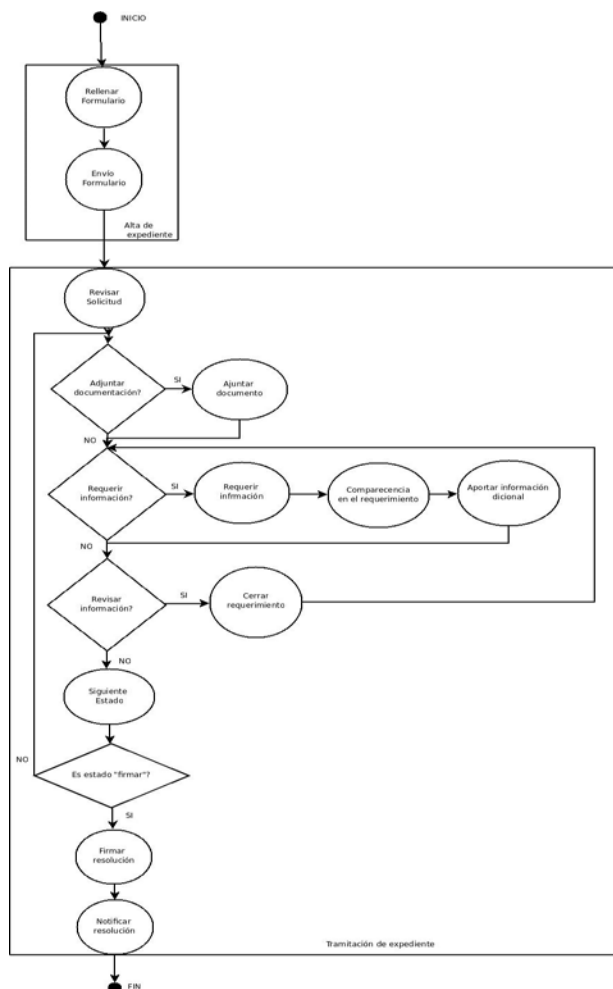 INICIO
Rellenar
Formulario
Envío
Formulario
Alta de
expediente
Revisar
Solicitud
Adjuntar
documentación?
SI
Ajuntar
documento
NO
Requerir
información?
SI
Requerir
infrmación
Comparecencia
en el requerimiento
Aportar información
dicional
NO
Revisar
información?
SI
Cerrar
requerimiento
NO
Siguiente
Estado
NO
Es estado "firmar"?
SI
Firmar
resolución
Notificar
resolución
Tramitación de expediente
FIN